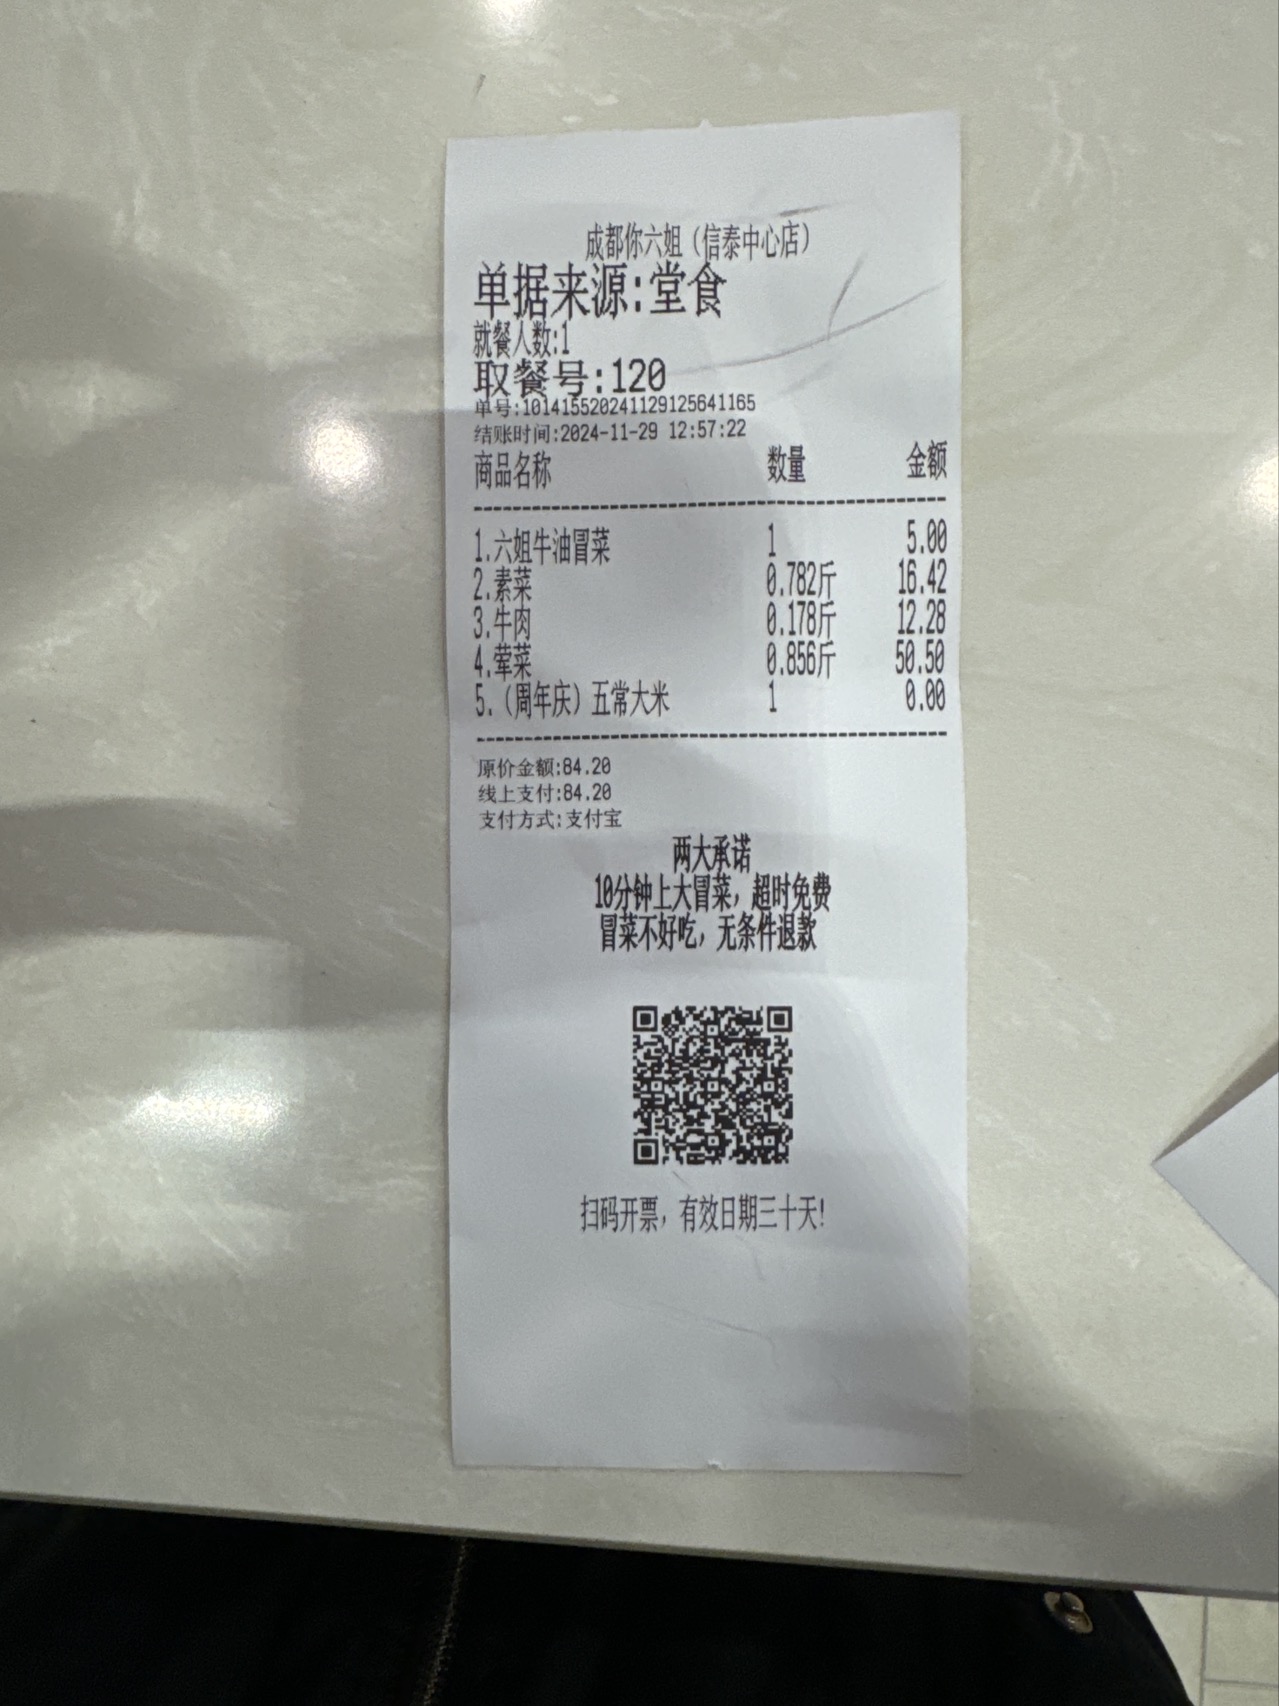 成都你六姐（信泰中心店）
单据来源:堂食
就餐人数:1
取餐号:120
单号:10141552024112912564​1165
结账时间:2024-11-29 12:57:22
商品名称 数量 金额
1.六姐牛油冒菜 1 5.00
2.素菜 0.782斤 16.42
3.牛肉 0.178斤 12.28
4.荤菜 0.856斤 50.50
5.（周年庆）五常大米 1 0.00
原价金额:84.20
线上支付:84.20
支付方式:支付宝
两大承诺
10分钟上大冒菜，超时免费
冒菜不好吃，无条件退款
扫码开票，有效日期三十天!